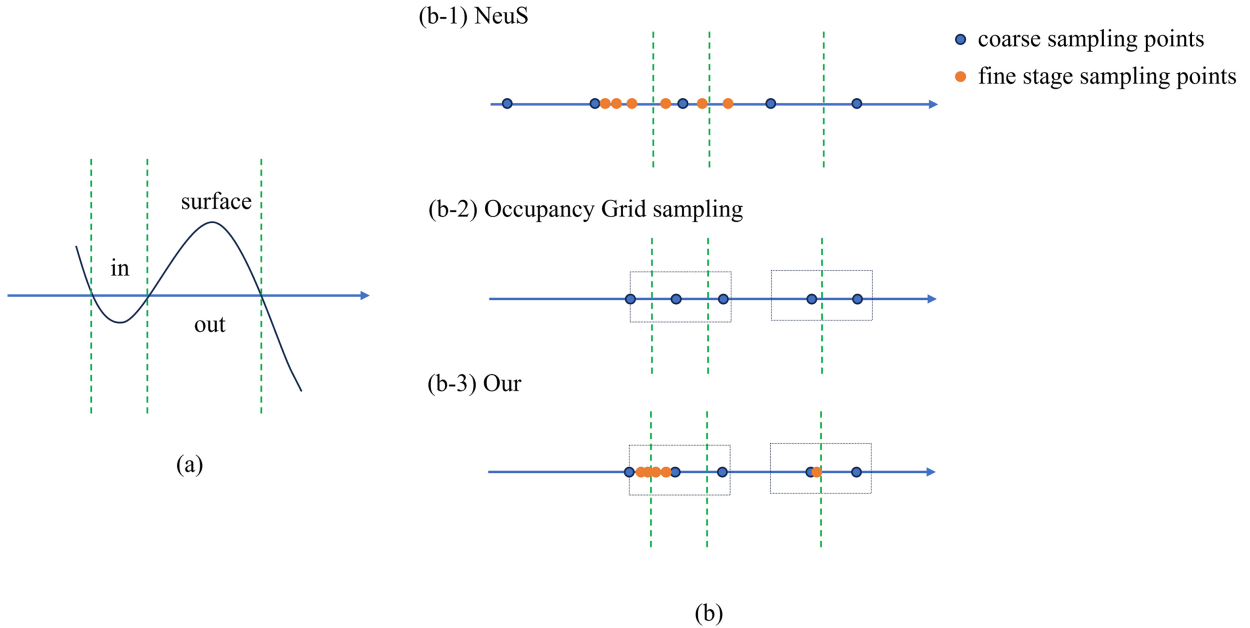 (b-1) NeuS
coarse sampling points
fine stage sampling points
surface
in
out
(a)
(b-2) Occupancy Grid sampling
(b-3) Our
(b)